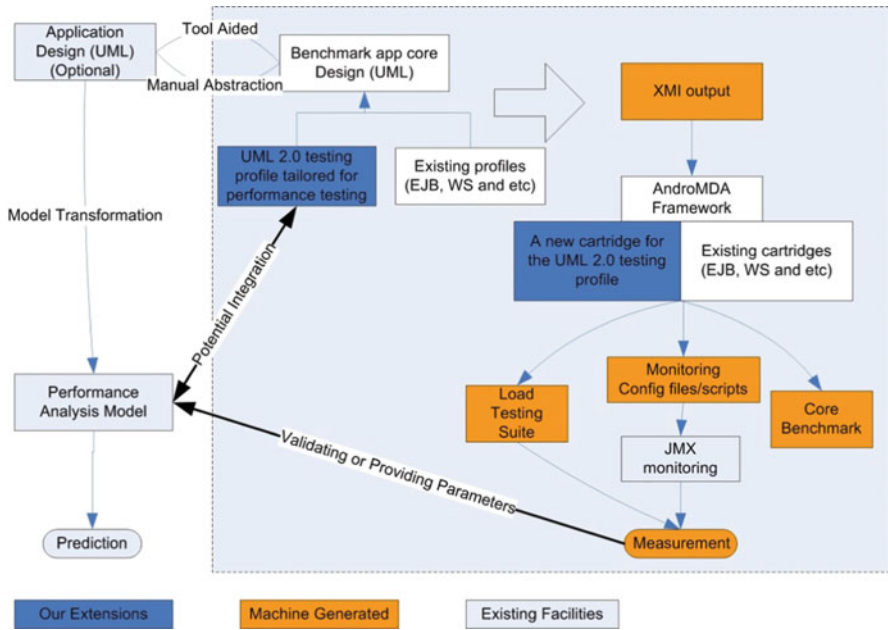 Application
Design (UML)
(Optional)
Tool Aided
Manual Abstraction
Benchmark app core
Design (UML)
XMI output
UML 2.0 testing
profile tailored for
performance testing
Existing profiles
(EJB, WS and etc)
AndroMDA
Framework
A new cartridge for
the UML 2.0 testing
profile
Existing cartridges
(EJB, WS and etc)
Model Transformation
Potential Integration
Performance
Analysis Model
Load
Testing
Suite
Monitoring
Config files/scripts
Core
Benchmark
JMX
monitoring
Validating or Providing Parameters
Prediction
Measurement
Our Extensions
Machine Generated
Existing Facilities